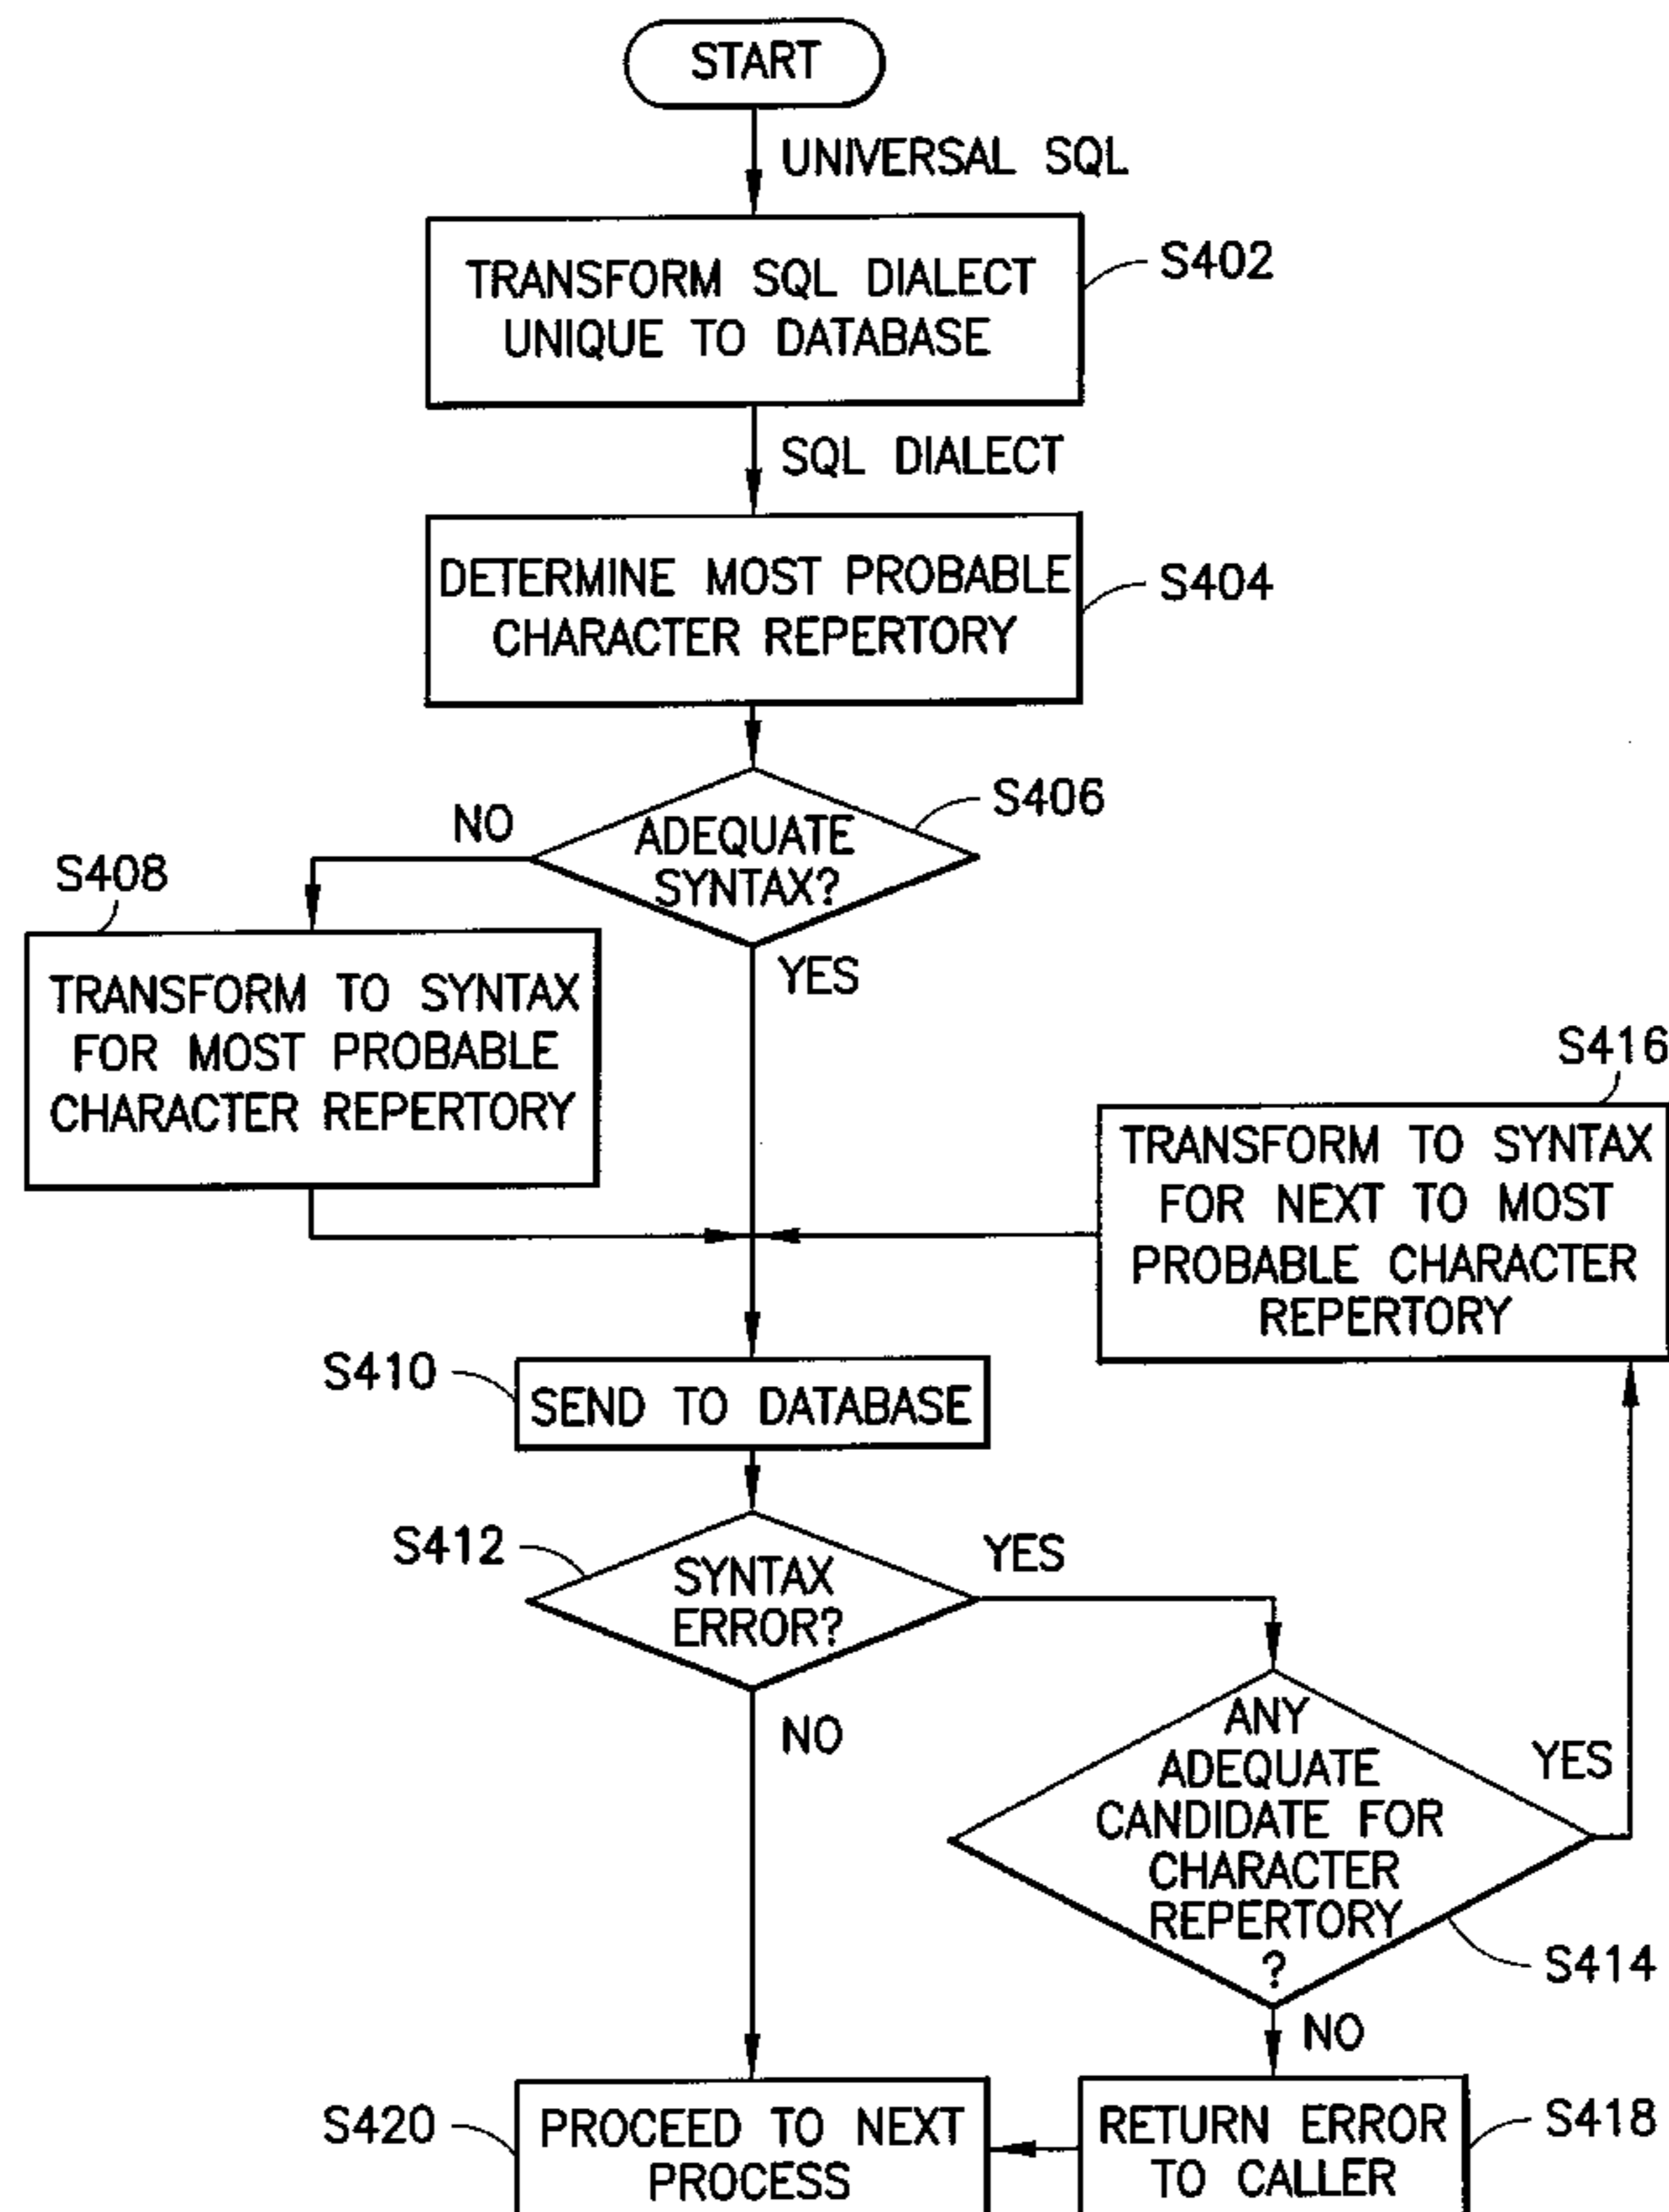 START
UNIVERSAL SQL
TRANSFORM SQL DIALECT
UNIQUE TO DATABASE
S402
SQL DIALECT
DETERMINE MOST PROBABLE
CHARACTER REPERTORY
S404
ADEQUATE
SYNTAX?
S406
NO
YES
S408
TRANSFORM TO SYNTAX
FOR MOST PROBABLE
CHARACTER REPERTORY
S416
TRANSFORM TO SYNTAX
FOR NEXT TO MOST
PROBABLE CHARACTER
REPERTORY
S410
SEND TO DATABASE
S412
SYNTAX
ERROR?
YES
NO
ANY
ADEQUATE
CANDIDATE FOR
CHARACTER
REPERTORY
?
YES
S414
NO
S420
PROCEED TO NEXT
PROCESS
RETURN ERROR
TO CALLER
S418